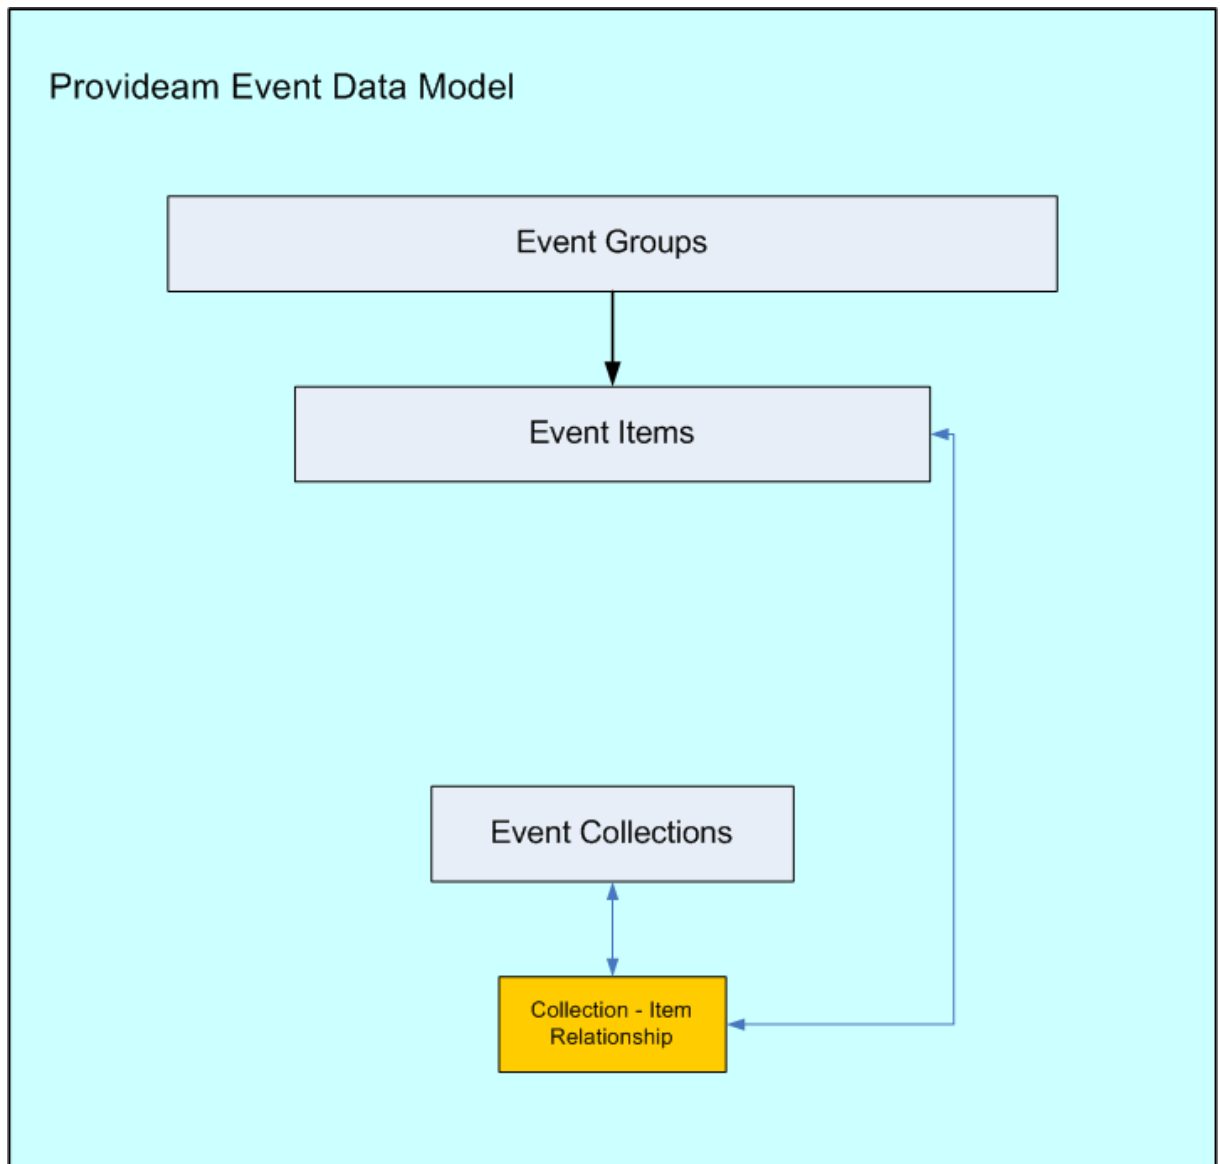 Provideam Event Data Model
Event Groups
Event Items
Event Collections
Collection - Item
Relationship